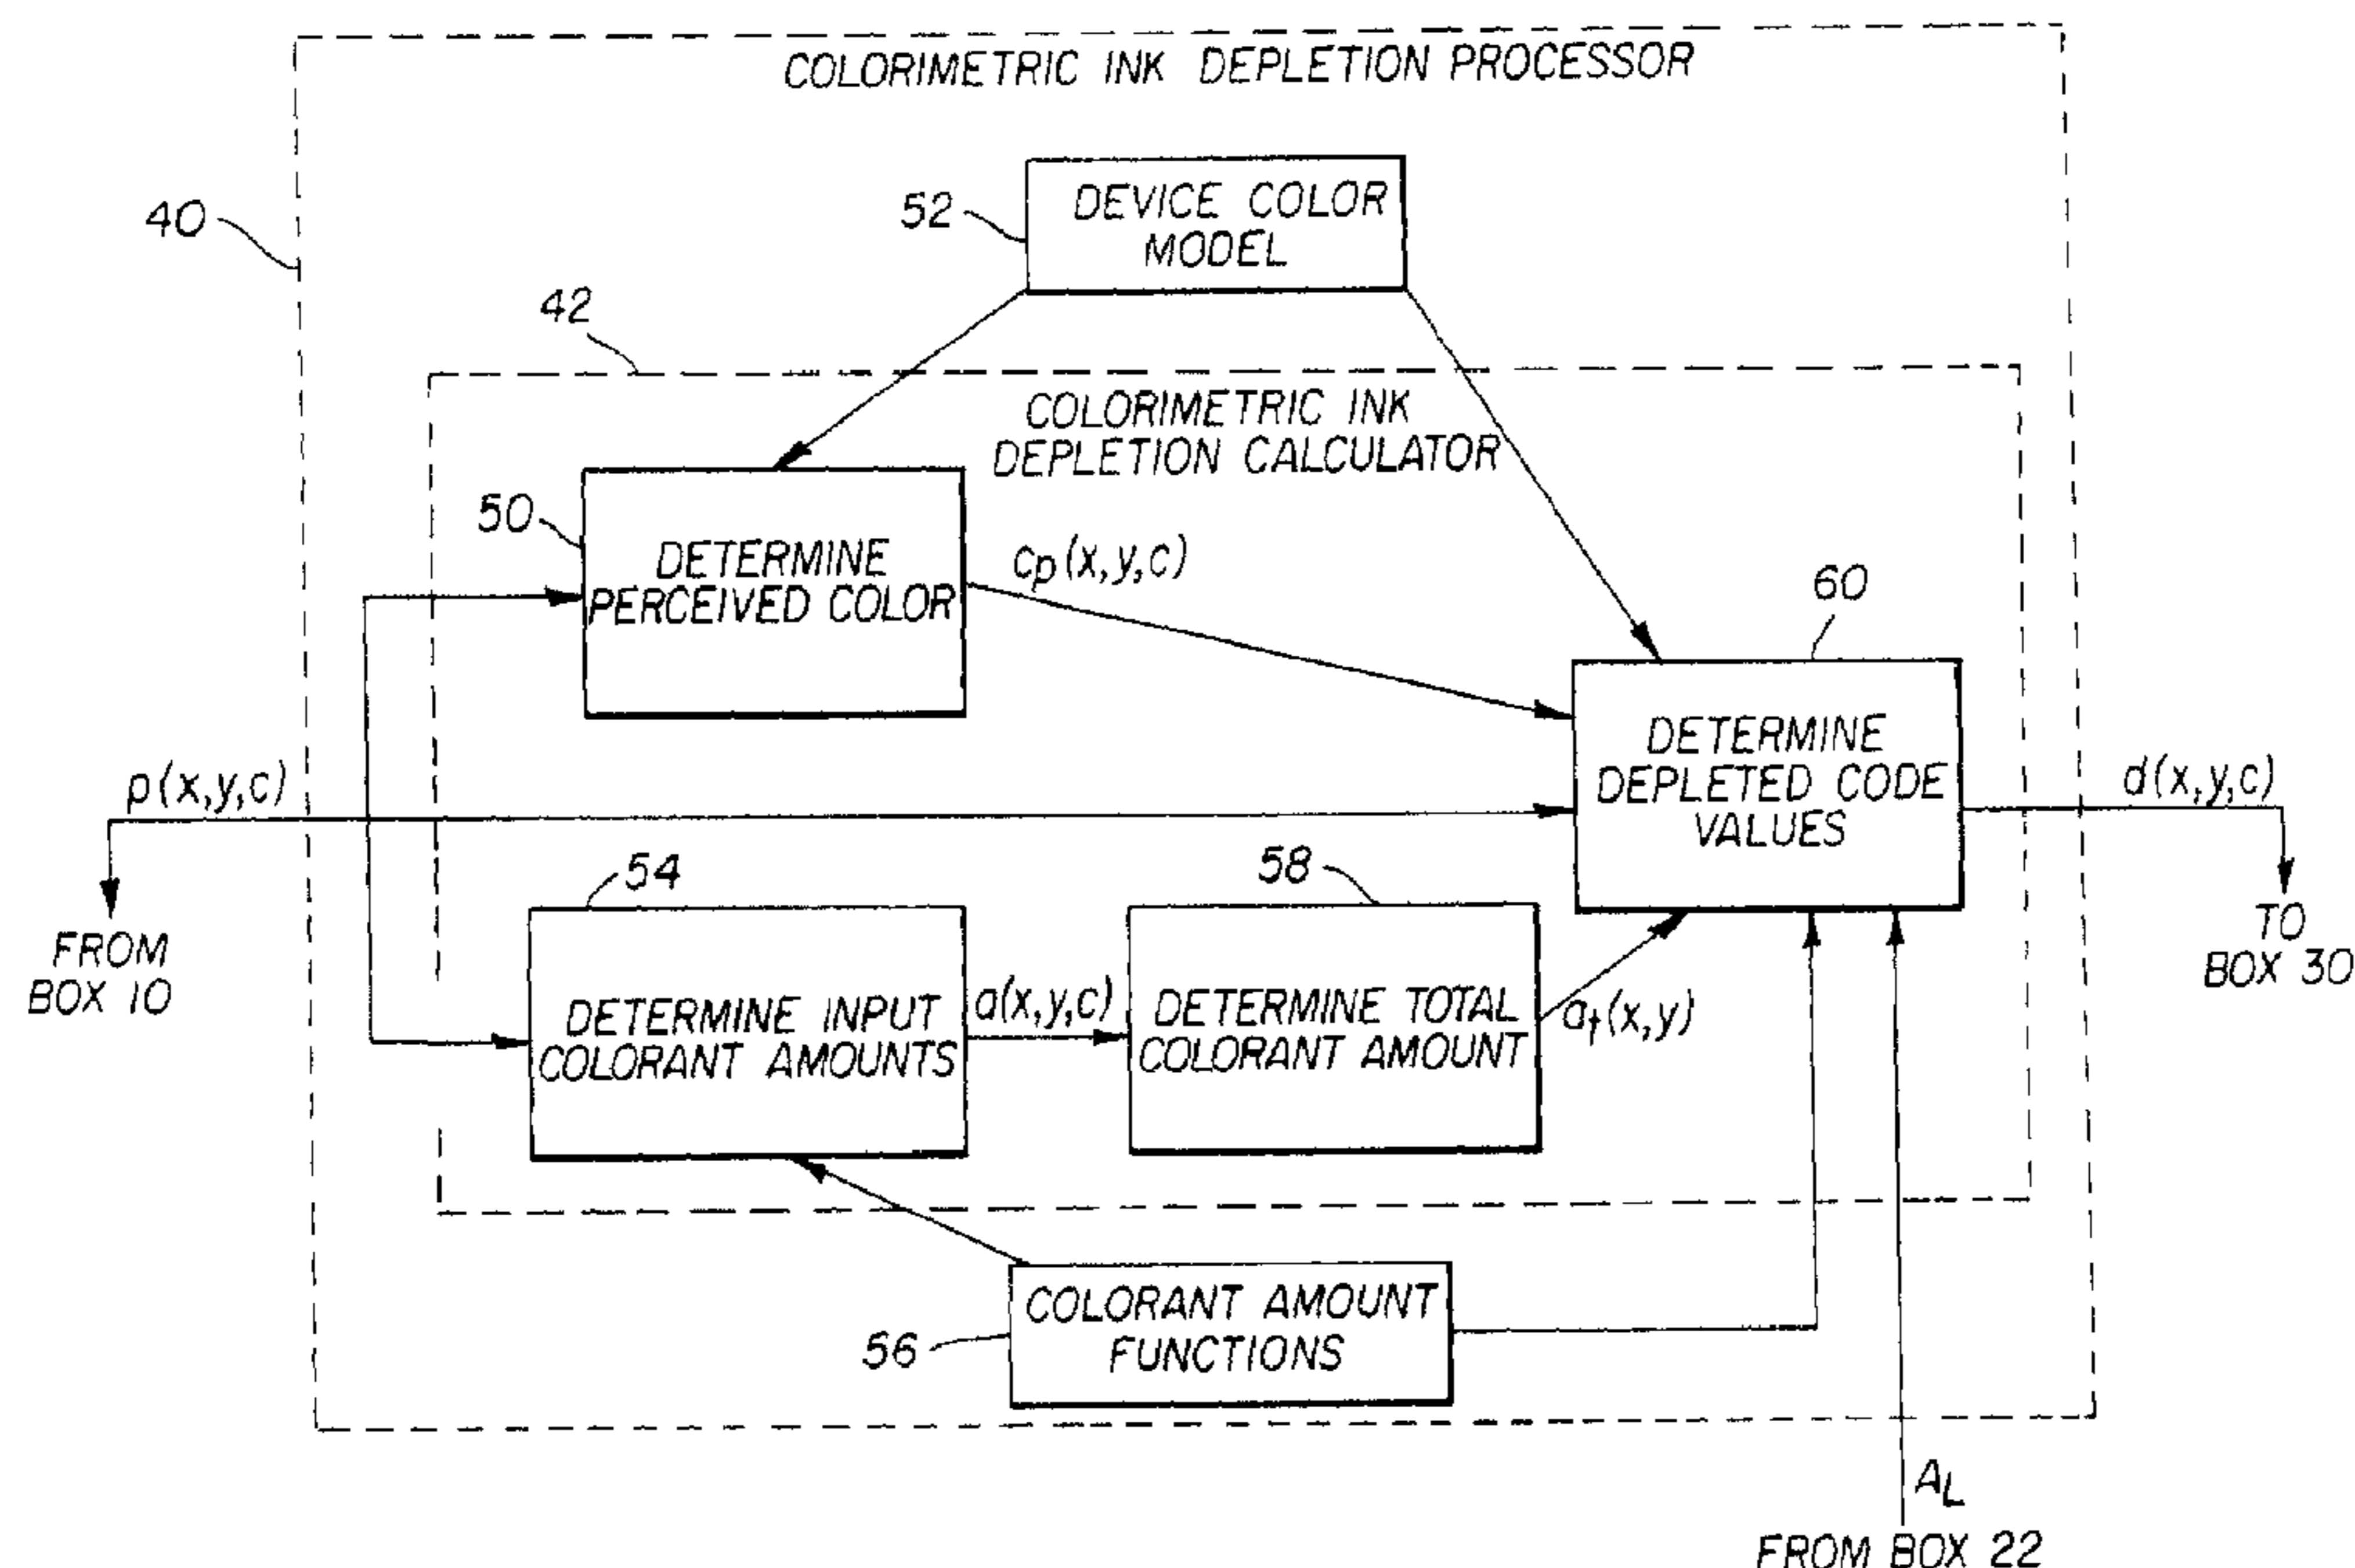 COLORIMETRIC INK DEPLETION PROCESSOR
40
52
DEVICE COLOR
MODEL
42
COLORIMETRIC INK
DEPLETION CALCULATOR
50
DETERMINE
PERCEIVED COLOR
cp(x,y,c)
60
DETERMINE
DEPLETED CODE
VALUES
p(x,y,c)
d(x,y,c)
FROM
BOX 10
TO
BOX 30
54
58
DETERMINE INPUT
COLORANT AMOUNTS
a(x,y,c)
DETERMINE TOTAL
COLORANT AMOUNT
at(x,y)
56
COLORANT AMOUNT
FUNCTIONS
AL
FROM BOX 22